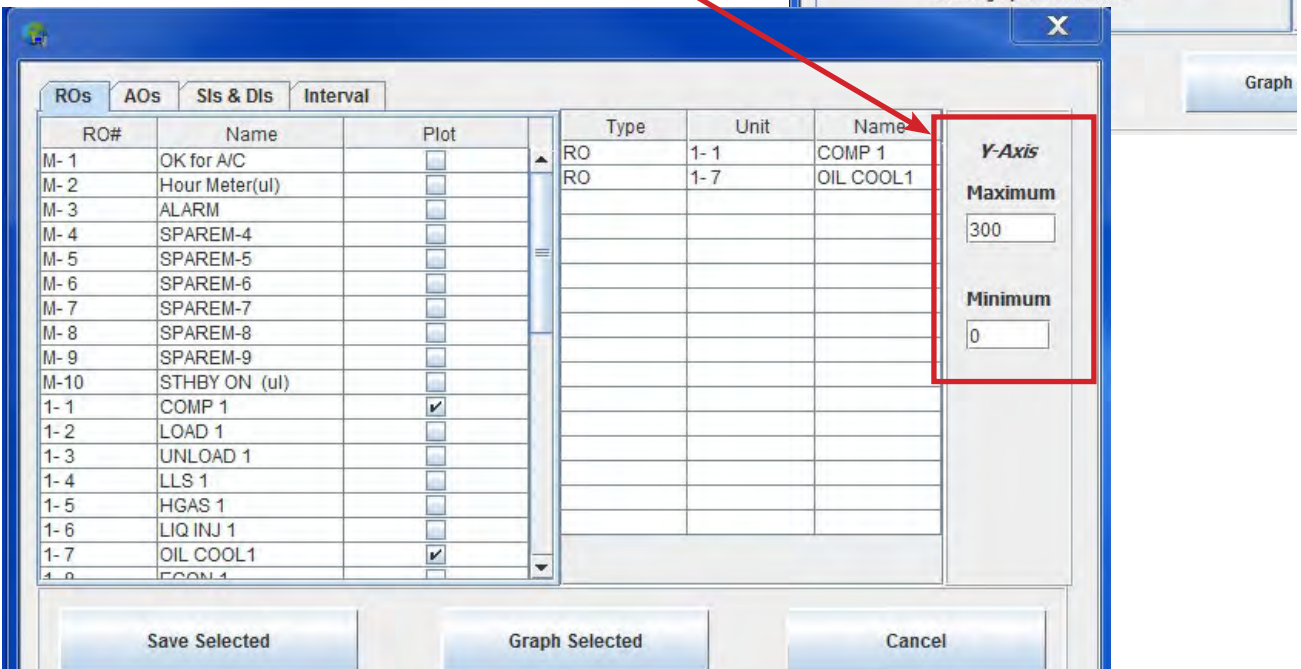 X
Graph
ROs AOs SIs & DIs Interval
RO# Name Plot
M- 1 OK for A/C
M- 2 Hour Meter(ul)
M- 3 ALARM
M- 4 SPAREM-4
M- 5 SPAREM-5
M- 6 SPAREM-6
M- 7 SPAREM-7
M- 8 SPAREM-8
M- 9 SPAREM-9
M-10 STHBY ON (ul)
1- 1 COMP 1
1- 2 LOAD 1
1- 3 UNLOAD 1
1- 4 LLS 1
1- 5 HGAS 1
1- 6 LIQ INJ 1
1- 7 OIL COOL1
Type Unit Name
RO 1- 1 COMP 1
RO 1- 7 OIL COOL1
Y-Axis
Maximum
300
Minimum
0
Save Selected Graph Selected Cancel